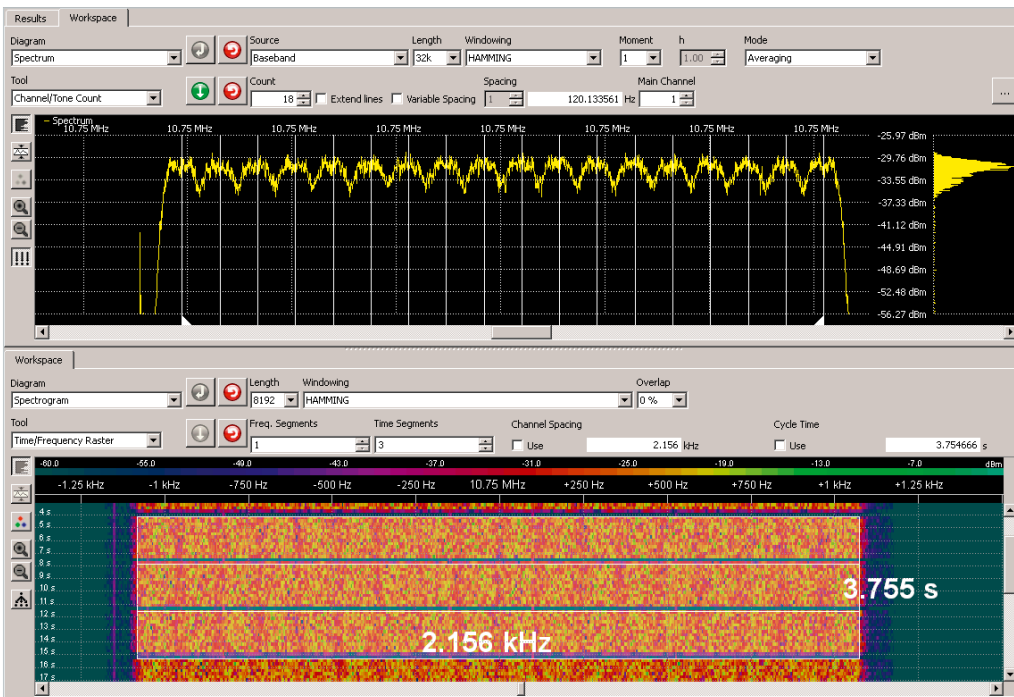 Results Workspace
Diagram Source Length Windowing Moment h Mode
Spectrum Baseband 32k HAMMING 1 1.00 Averaging
Tool Count Spacing Main Channel
Channel/Tone Count 18 Extend lines Variable Spacing 1 120.133561 Hz 1 ...
Spectrum
10.75 MHz 10.75 MHz 10.75 MHz 10.75 MHz 10.75 MHz 10.75 MHz 10.75 MHz 10.75 MHz
-25.97 dBm
-29.76 dBm
-33.55 dBm
-37.33 dBm
-41.12 dBm
-44.91 dBm
-48.69 dBm
-52.48 dBm
-56.27 dBm
Workspace
Diagram Length Windowing Overlap
Spectrogram 8192 HAMMING 0 %
Tool Freq. Segments Time Segments Channel Spacing Cycle Time
Time/Frequency Raster 1 3 Use 2.156 kHz Use 3.754666 s
-60.0 -55.0 -49.0 -43.0 -37.0 -31.0 -25.0 -19.0 -13.0 -7.0 dBm
-1.25 kHz -1 kHz -750 Hz -500 Hz -250 Hz 10.75 MHz +250 Hz +500 Hz +750 Hz +1 kHz +1.25 kHz
4 s
5 s
6 s
7 s
8 s
9 s
10 s
11 s
3.755 s
12 s
13 s
14 s
2.156 kHz
15 s
16 s
17 s